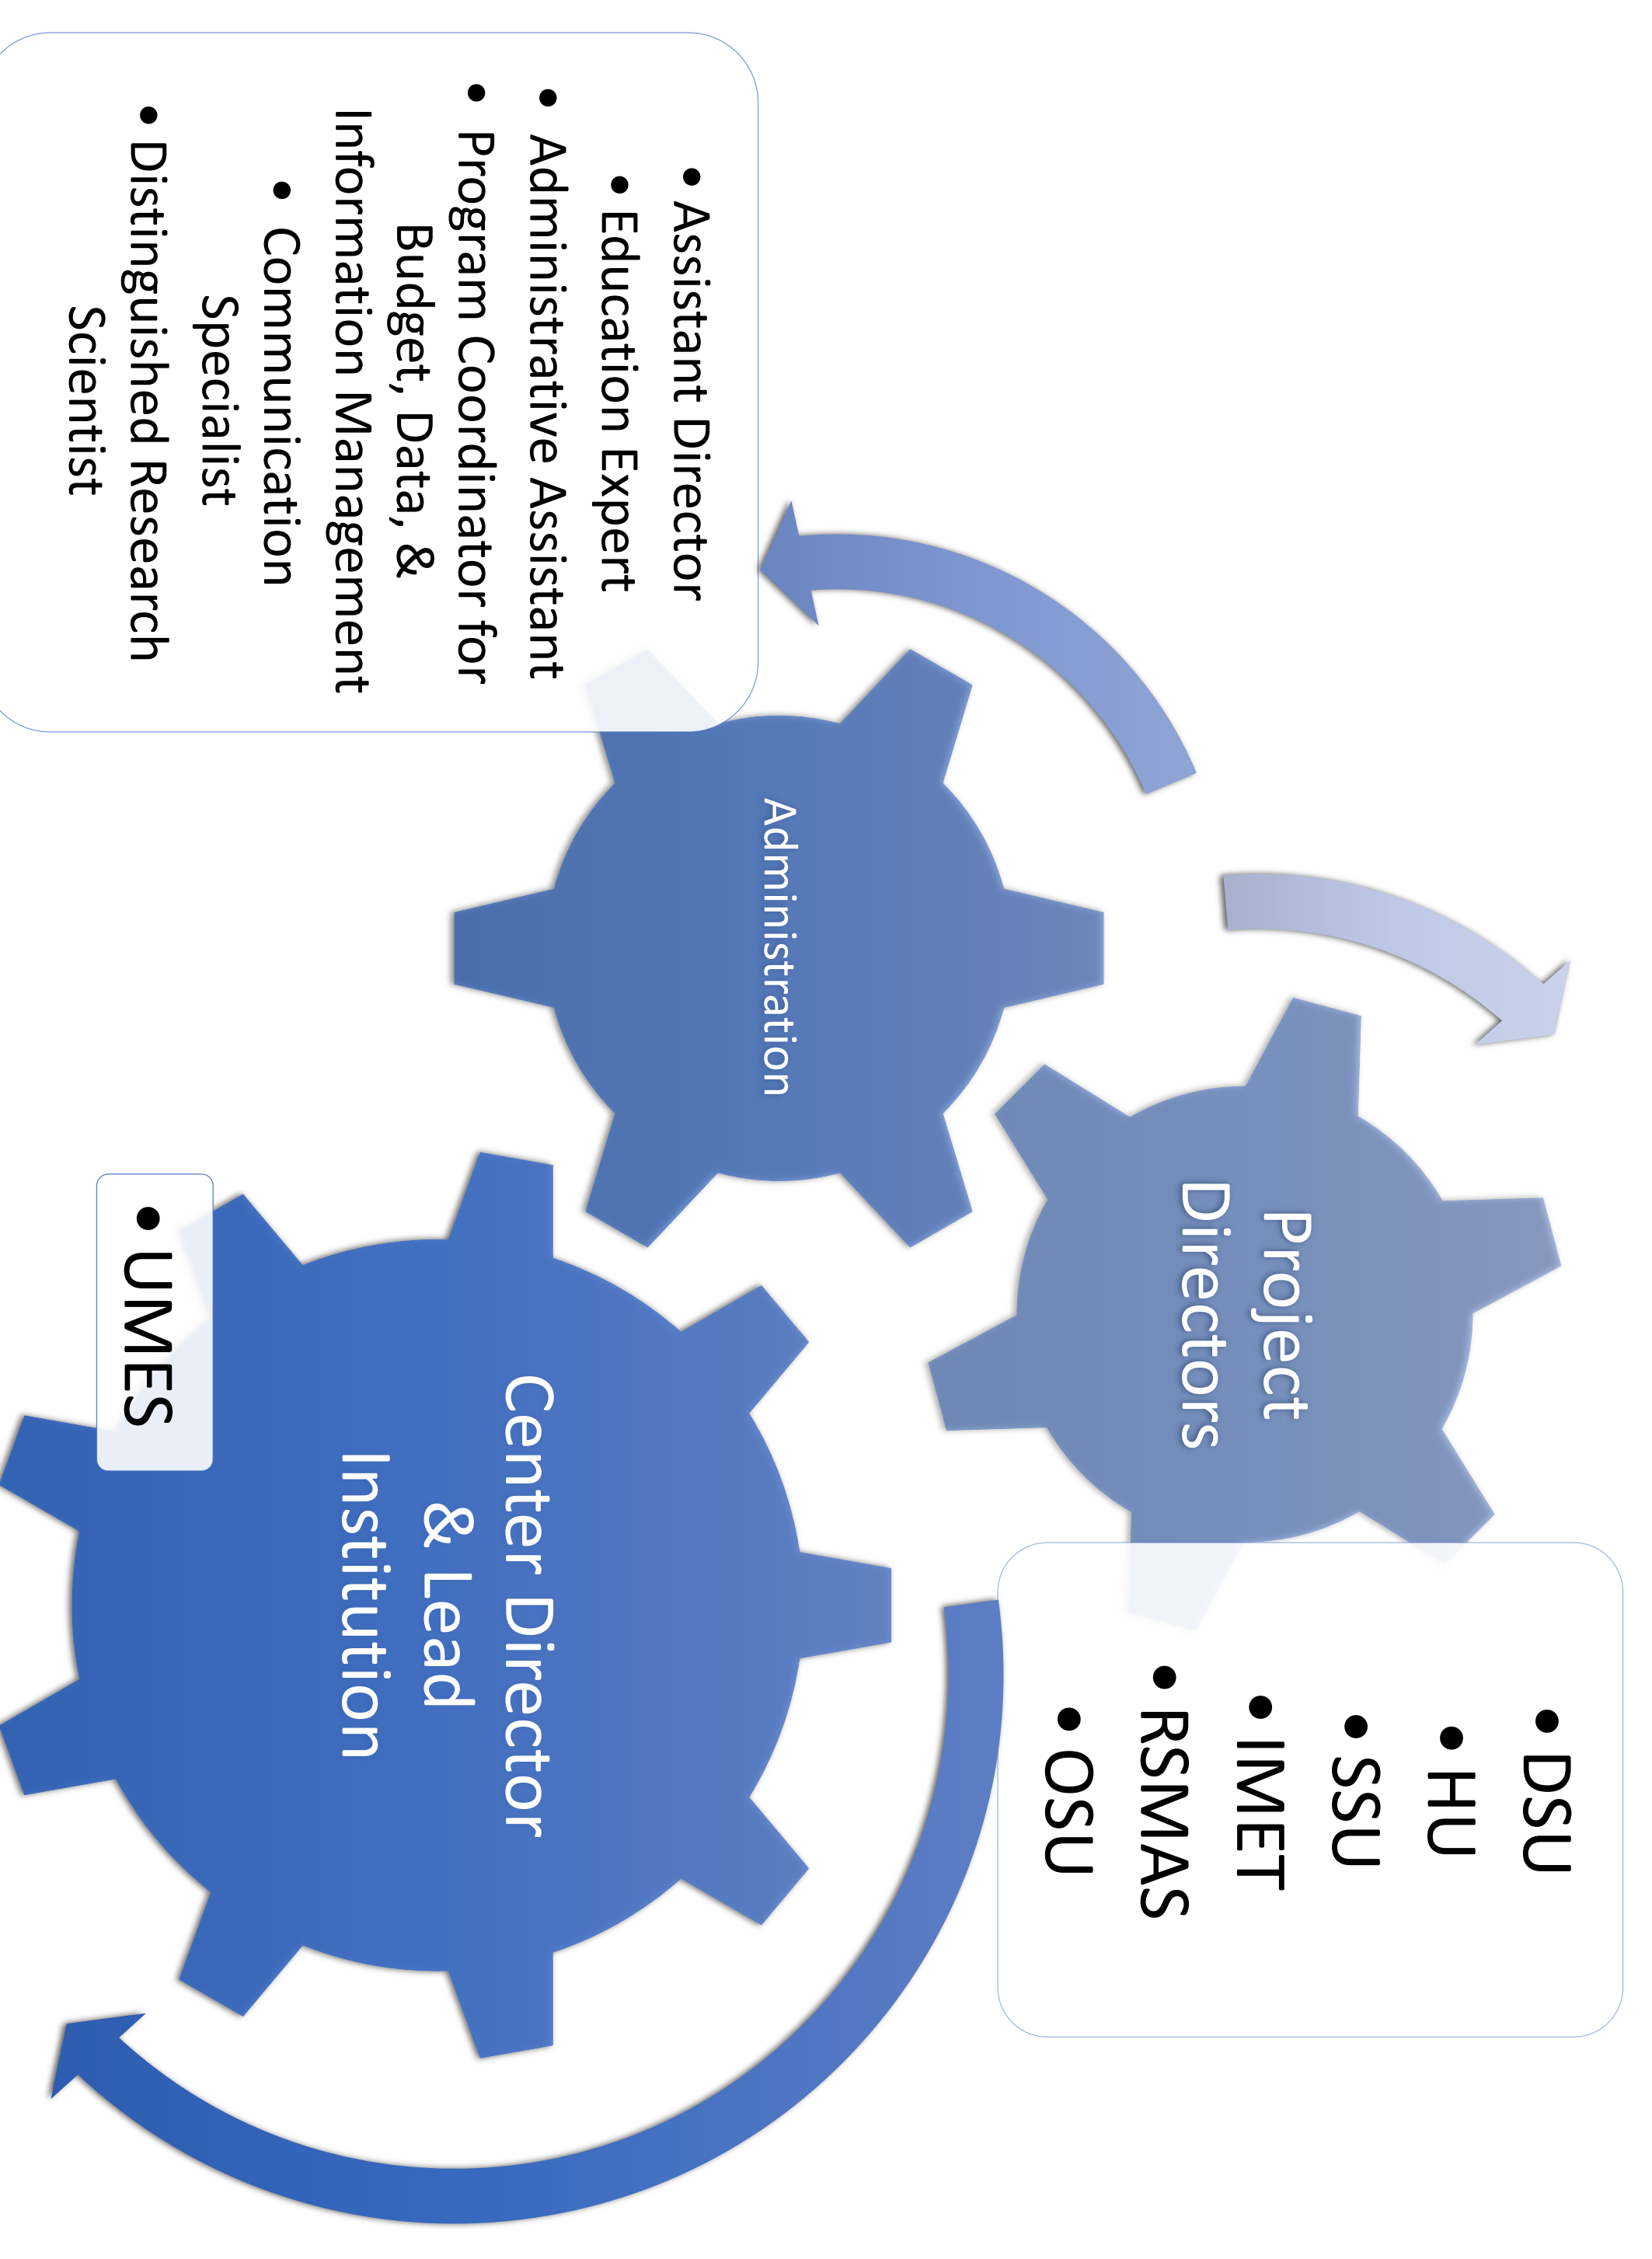 • DSU
• HU
• SSU
• IMET
• RSMAS
• OSU
Project
Directors
Administration
• Assistant Director
• Education Expert
• Administrative Assistant
• Program Coordinator for
Budget, Data, &
Information Management
• Communication
Specialist
• Distinguished Research
Scientist
Center Director
& Lead
Institution
• UMES